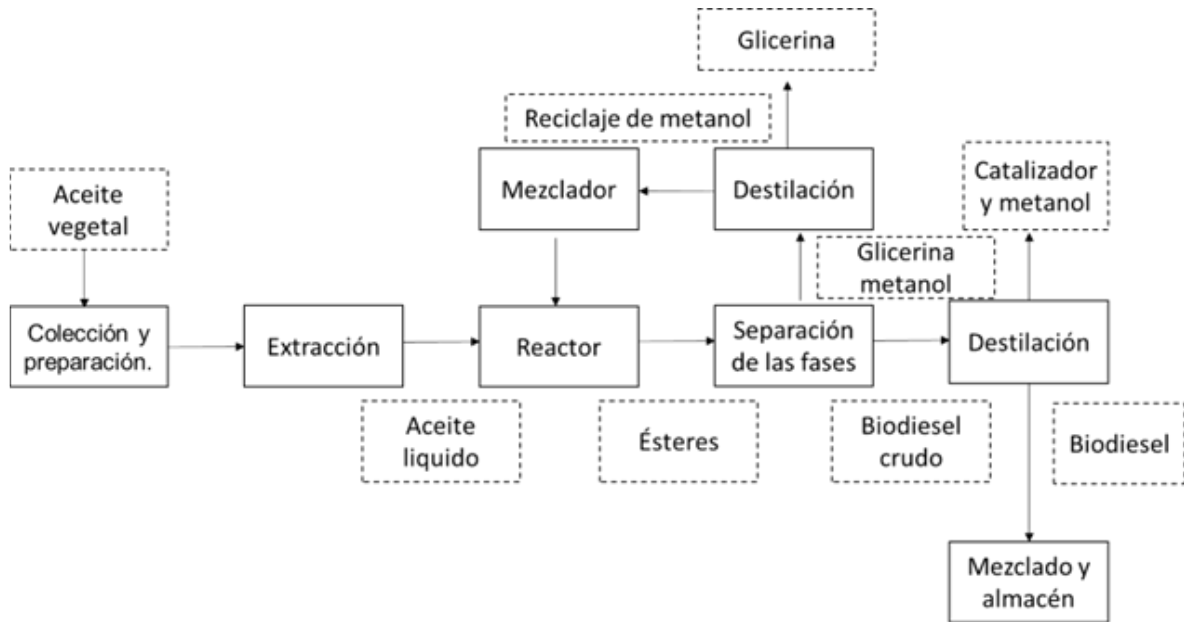 Glicerina
Reciclaje de metanol
Aceite
vegetal
Mezclador
Destilación
Catalizador
y metanol
Glicerina
metanol
Colección y
preparación.
Extracción
Reactor
Separación
de las fases
Destilación
Aceite
liquido
Ésteres
Biodiesel
crudo
Biodiesel
Mezclado y
almacén